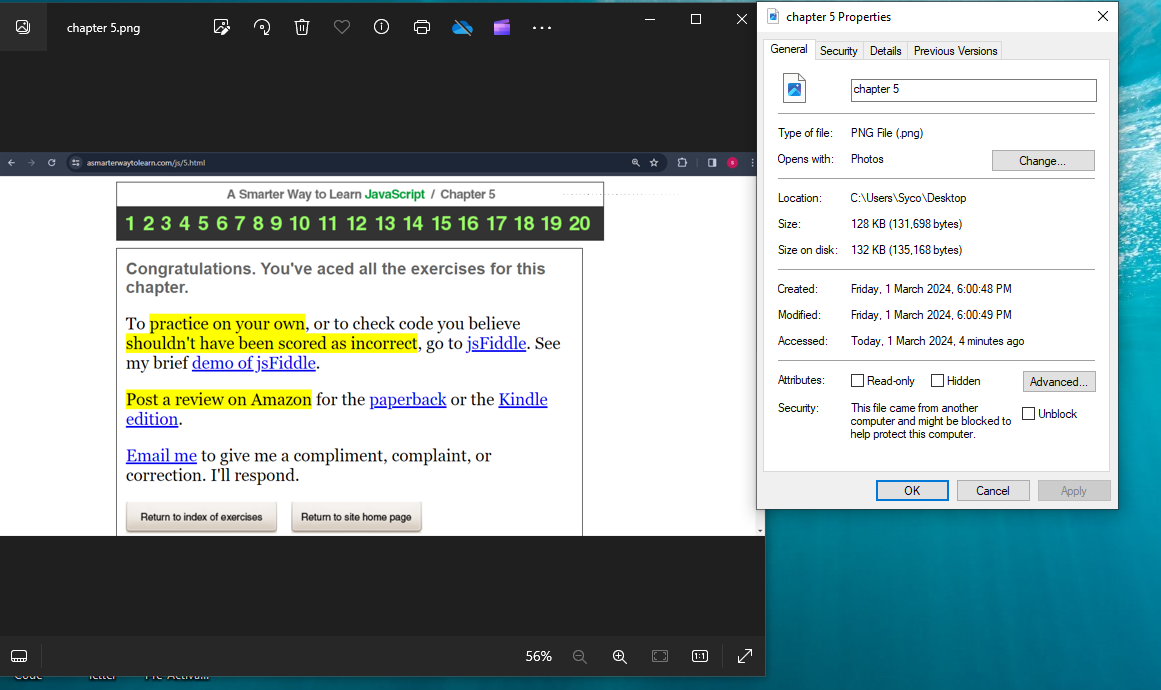 chapter 5.png
asmarterwaytolearn.com/js/5.html
A Smarter Way to Learn JavaScript / Chapter 5
1 2 3 4 5 6 7 8 9 10 11 12 13 14 15 16 17 18 19 20
Congratulations. You've aced all the exercises for this
chapter.
To practice on your own, or to check code you believe
shouldn't have been scored as incorrect, go to jsFiddle. See
my brief demo of jsFiddle.
Post a review on Amazon for the paperback or the Kindle
edition.
Email me to give me a compliment, complaint, or
correction. I'll respond.
Return to index of exercises Return to site home page
56%
1:1
chapter 5 Properties
General Security Details Previous Versions
chapter 5
Type of file: PNG File (.png)
Opens with: Photos Change...
Location: C:\Users\Syco\Desktop
Size: 128 KB (131,698 bytes)
Size on disk: 132 KB (135,168 bytes)
Created: Friday, 1 March 2024, 6:00:48 PM
Modified: Friday, 1 March 2024, 6:00:49 PM
Accessed: Today, 1 March 2024, 4 minutes ago
Attributes: Read-only Hidden Advanced...
Security: This file came from another
computer and might be blocked to
help protect this computer.
Unblock
OK Cancel Apply